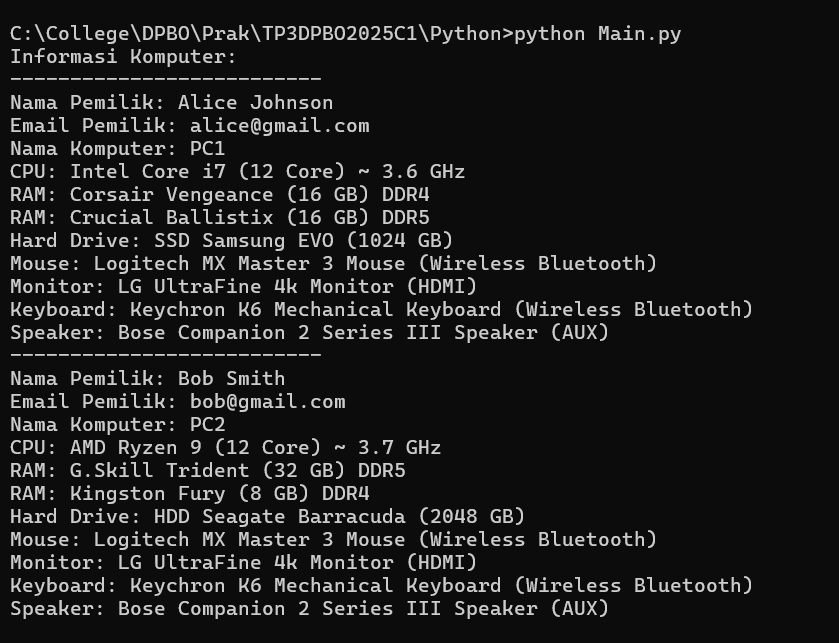 C:\College\DPBO\Prak\TP3DPBO2025C1\Python>python Main.py
Informasi Komputer:
--------------------------
Nama Pemilik: Alice Johnson
Email Pemilik: alice@gmail.com
Nama Komputer: PC1
CPU: Intel Core i7 (12 Core) ~ 3.6 GHz
RAM: Corsair Vengeance (16 GB) DDR4
RAM: Crucial Ballistix (16 GB) DDR5
Hard Drive: SSD Samsung EVO (1024 GB)
Mouse: Logitech MX Master 3 Mouse (Wireless Bluetooth)
Monitor: LG UltraFine 4k Monitor (HDMI)
Keyboard: Keychron K6 Mechanical Keyboard (Wireless Bluetooth)
Speaker: Bose Companion 2 Series III Speaker (AUX)
--------------------------
Nama Pemilik: Bob Smith
Email Pemilik: bob@gmail.com
Nama Komputer: PC2
CPU: AMD Ryzen 9 (12 Core) ~ 3.7 GHz
RAM: G.Skill Trident (32 GB) DDR5
RAM: Kingston Fury (8 GB) DDR4
Hard Drive: HDD Seagate Barracuda (2048 GB)
Mouse: Logitech MX Master 3 Mouse (Wireless Bluetooth)
Monitor: LG UltraFine 4k Monitor (HDMI)
Keyboard: Keychron K6 Mechanical Keyboard (Wireless Bluetooth)
Speaker: Bose Companion 2 Series III Speaker (AUX)